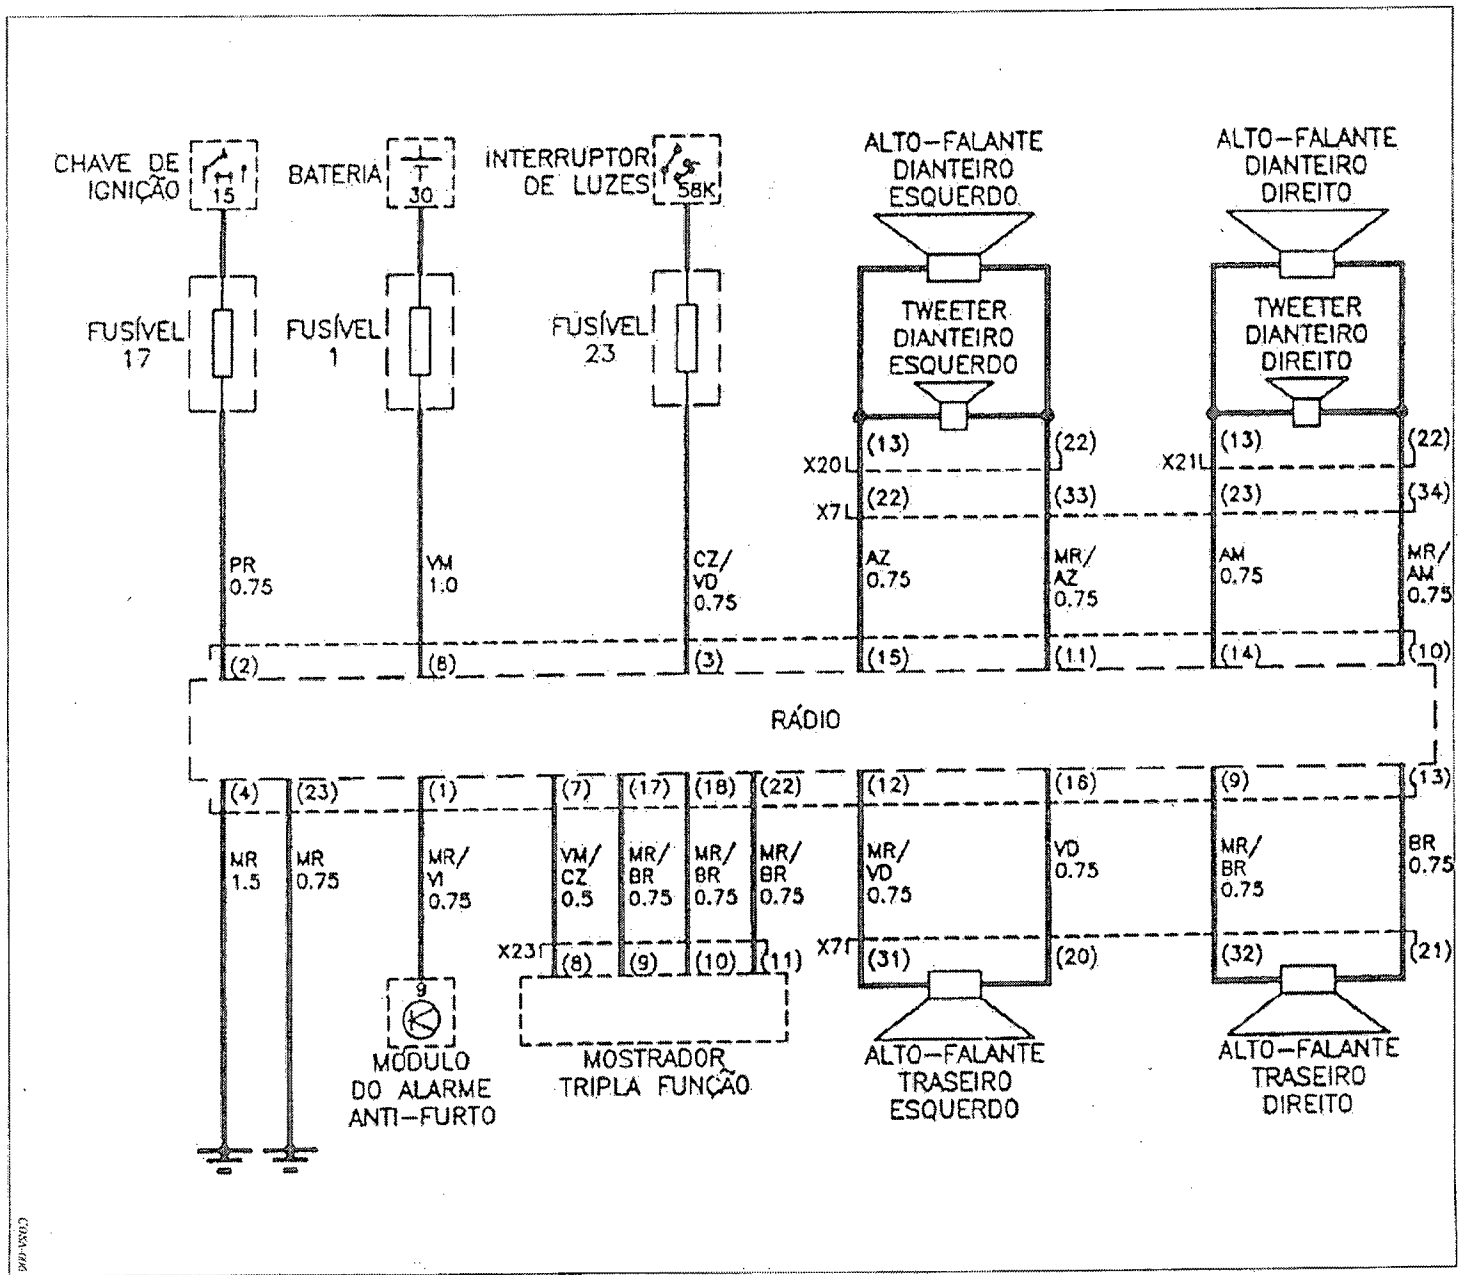 CHAVE DE
IGNIÇÃO
15
BATERIA
30
INTERRUPTOR
DE LUZES
58K
ALTO-FALANTE
DIANTEIRO
ESQUERDO
ALTO-FALANTE
DIANTEIRO
DIREITO
FUSÍVEL
17
FUSÍVEL
1
FUSÍVEL
23
TWEETER
DIANTEIRO
ESQUERDO
TWEETER
DIANTEIRO
DIREITO
X20 (13) (22)
X21 (13) (22)
X7 (22) (33) (23) (34)
PR
0.75
VM
1.0
CZ/
VD
0.75
AZ
0.75
MR/
AZ
0.75
AM
0.75
MR/
AM
0.75
(2) (8) (3) (15) (11) (14) (10)
RÁDIO
(4) (23) (1) (7) (17) (18) (22) (12) (16) (9) (13)
MR
1.5
MR
0.75
MR/
VI
0.75
VM/
CZ
0.5
MR/
BR
0.75
MR/
BR
0.75
MR/
BR
0.75
MR/
VD
0.75
VD
0.75
MR/
BR
0.75
BR
0.75
X23 (8) (9) (10) (11)
X7 (31) (20) (32) (21)
9
MÓDULO
DO ALARME
ANTI-FURTO
MOSTRADOR
TRIPLA FUNÇÃO
ALTO-FALANTE
TRASEIRO
ESQUERDO
ALTO-FALANTE
TRASEIRO
DIREITO